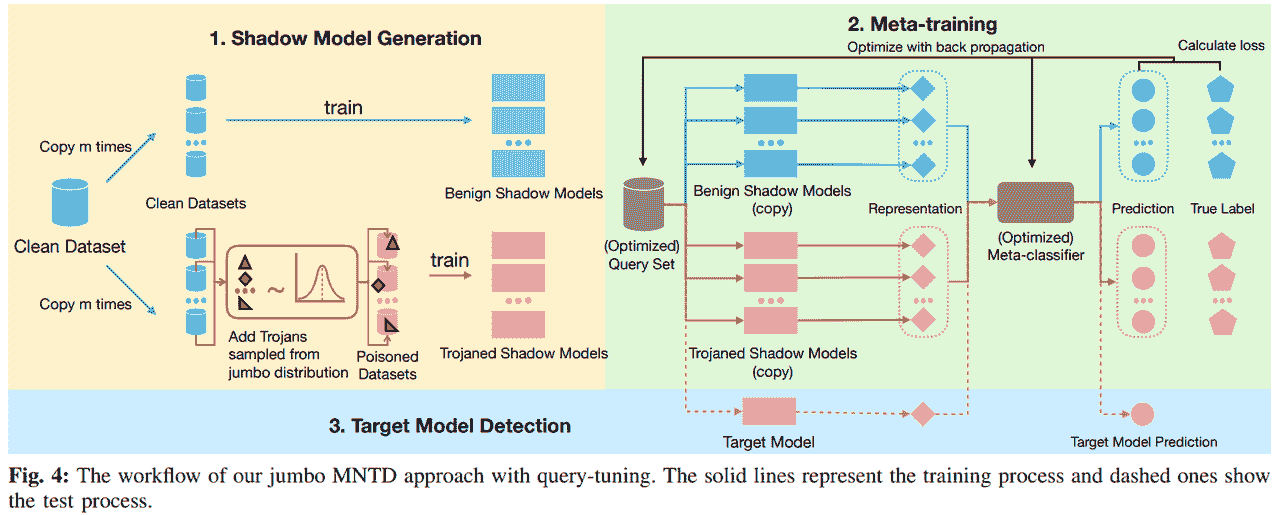 1. Shadow Model Generation
Copy m times
train
Clean Datasets
Benign Shadow Models
Clean Dataset
Copy m times
Add Trojans
sampled from
jumbo distribution
Poisoned
Datasets
train
Trojaned Shadow Models
2. Meta-training
Optimize with back propagation
Calculate loss
Benign Shadow Models
(copy)
Representation
Prediction
True Label
(Optimized)
Query Set
(Optimized)
Meta-classifier
Trojaned Shadow Models
(copy)
3. Target Model Detection
Target Model
Target Model Prediction
Fig. 4: The workflow of our jumbo MNTD approach with query-tuning. The solid lines represent the training process and dashed ones show
the test process.